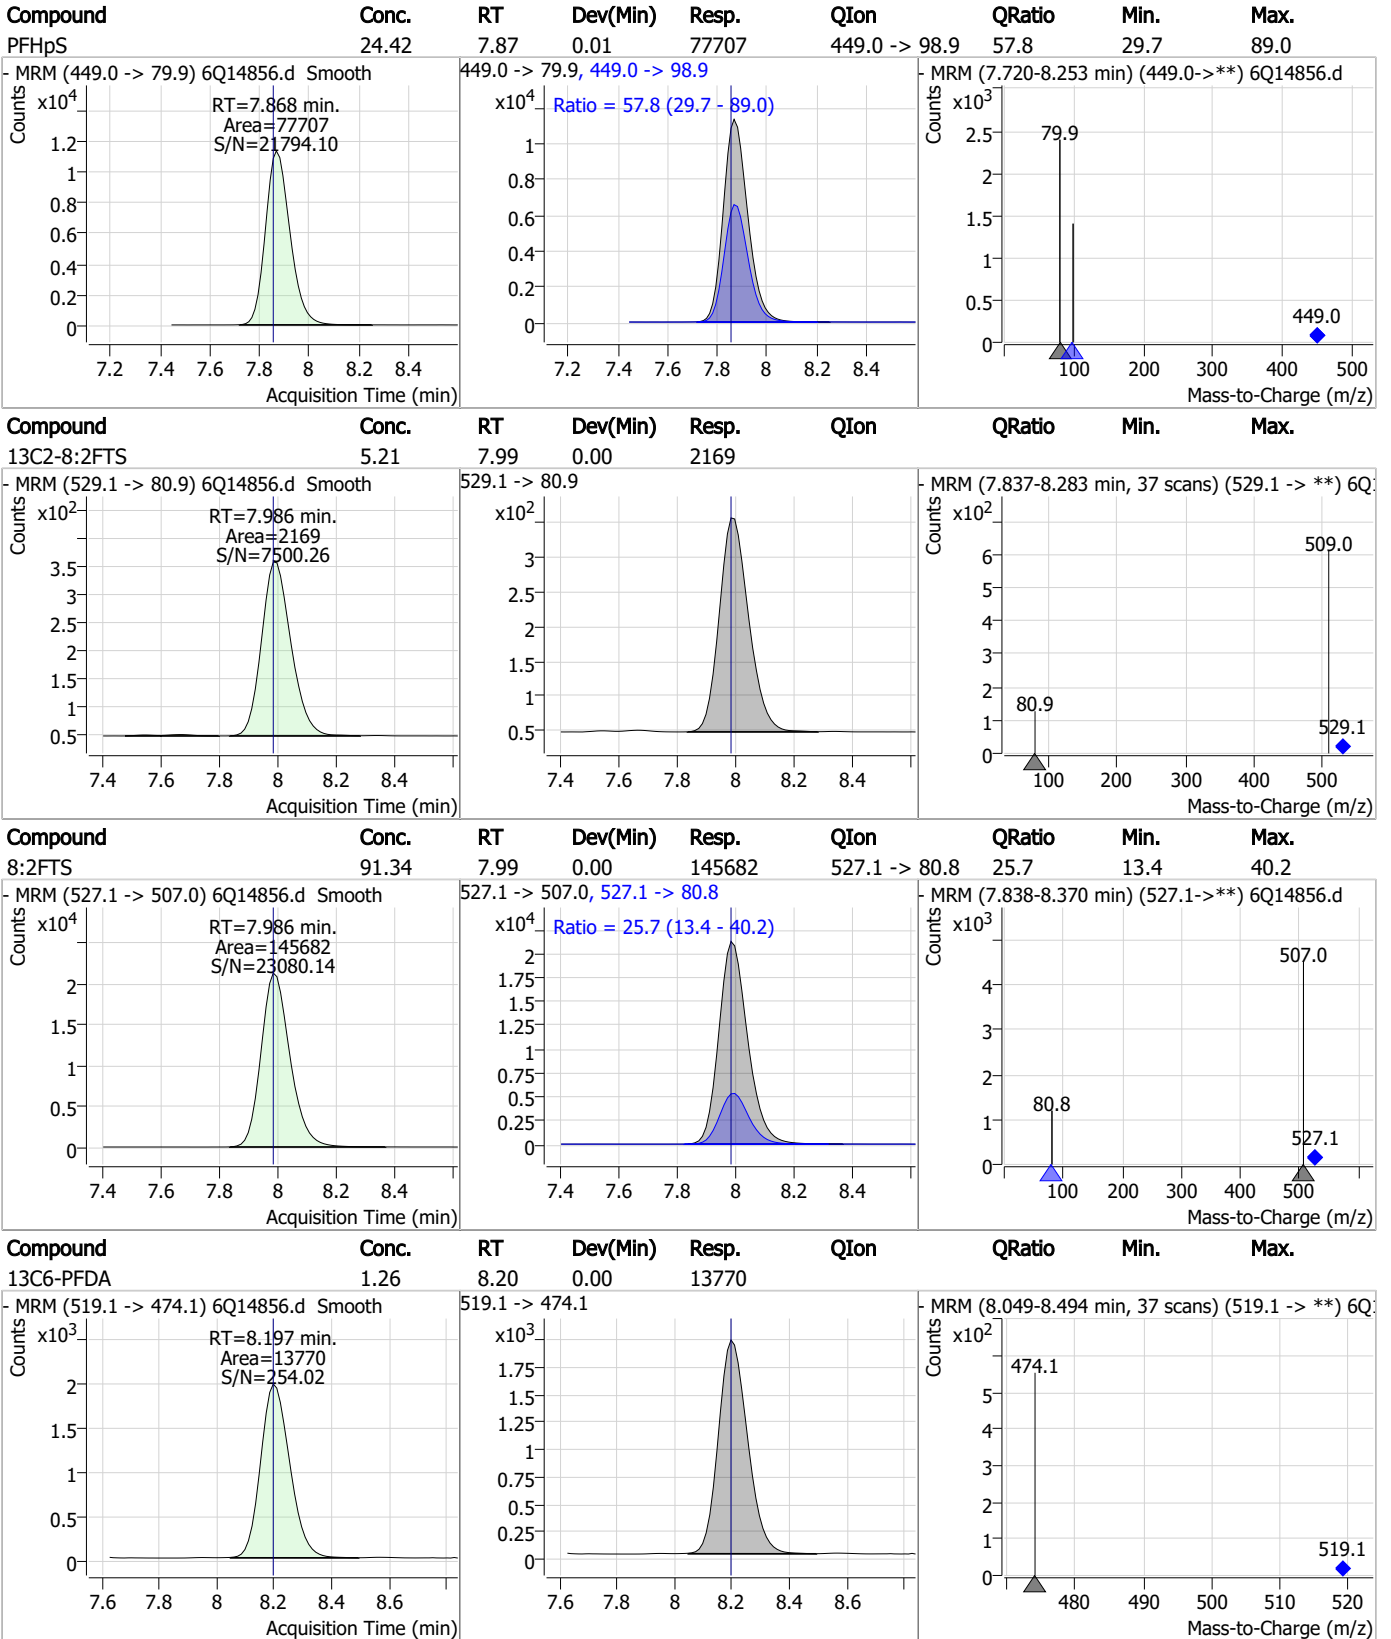 Compound Conc. RT Dev(Min) Resp. QIon QRatio Min. Max.
PFHpS 24.42 7.87 0.01 77707 449.0 -> 98.9 57.8 29.7 89.0
- MRM (449.0 -> 79.9) 6Q14856.d Smooth
Counts
x10^4
RT=7.868 min.
Area=77707
S/N=21794.10
1.2
1
0.8
0.6
0.4
0.2
0
7.2 7.4 7.6 7.8 8 8.2 8.4
Acquisition Time (min)
449.0 -> 79.9, 449.0 -> 98.9
x10^4
Ratio = 57.8 (29.7 - 89.0)
1
0.8
0.6
0.4
0.2
0
7.2 7.4 7.6 7.8 8 8.2 8.4
- MRM (7.720-8.253 min) (449.0->**) 6Q14856.d
Counts
x10^3
2.5
2
1.5
1
0.5
0
79.9
449.0
100 200 300 400 500
Mass-to-Charge (m/z)
Compound Conc. RT Dev(Min) Resp. QIon QRatio Min. Max.
13C2-8:2FTS 5.21 7.99 0.00 2169
- MRM (529.1 -> 80.9) 6Q14856.d Smooth
Counts
x10^2
RT=7.986 min.
Area=2169
S/N=7500.26
3.5
3
2.5
2
1.5
1
0.5
7.4 7.6 7.8 8 8.2 8.4
Acquisition Time (min)
529.1 -> 80.9
x10^2
3
2.5
2
1.5
1
0.5
7.4 7.6 7.8 8 8.2 8.4
- MRM (7.837-8.283 min, 37 scans) (529.1 -> **) 6Q1
Counts
x10^2
6
5
4
3
2
1
0
80.9
509.0
529.1
100 200 300 400 500
Mass-to-Charge (m/z)
Compound Conc. RT Dev(Min) Resp. QIon QRatio Min. Max.
8:2FTS 91.34 7.99 0.00 145682 527.1 -> 80.8 25.7 13.4 40.2
- MRM (527.1 -> 507.0) 6Q14856.d Smooth
Counts
x10^4
RT=7.986 min.
Area=145682
S/N=23080.14
2
1.5
1
0.5
0
7.4 7.6 7.8 8 8.2 8.4
Acquisition Time (min)
527.1 -> 507.0, 527.1 -> 80.8
x10^4
Ratio = 25.7 (13.4 - 40.2)
2
1.75
1.5
1.25
1
0.75
0.5
0.25
0
7.4 7.6 7.8 8 8.2 8.4
- MRM (7.838-8.370 min) (527.1->**) 6Q14856.d
Counts
x10^3
4
3
2
1
0
80.8
507.0
527.1
100 200 300 400 500
Mass-to-Charge (m/z)
Compound Conc. RT Dev(Min) Resp. QIon QRatio Min. Max.
13C6-PFDA 1.26 8.20 0.00 13770
- MRM (519.1 -> 474.1) 6Q14856.d Smooth
Counts
x10^3
RT=8.197 min.
Area=13770
S/N=254.02
2
1.5
1
0.5
0
7.6 7.8 8 8.2 8.4 8.6
Acquisition Time (min)
519.1 -> 474.1
x10^3
1.75
1.5
1.25
1
0.75
0.5
0.25
0
7.6 7.8 8 8.2 8.4 8.6
- MRM (8.049-8.494 min, 37 scans) (519.1 -> **) 6Q1
Counts
x10^2
5
4
3
2
1
0
474.1
519.1
480 490 500 510 520
Mass-to-Charge (m/z)